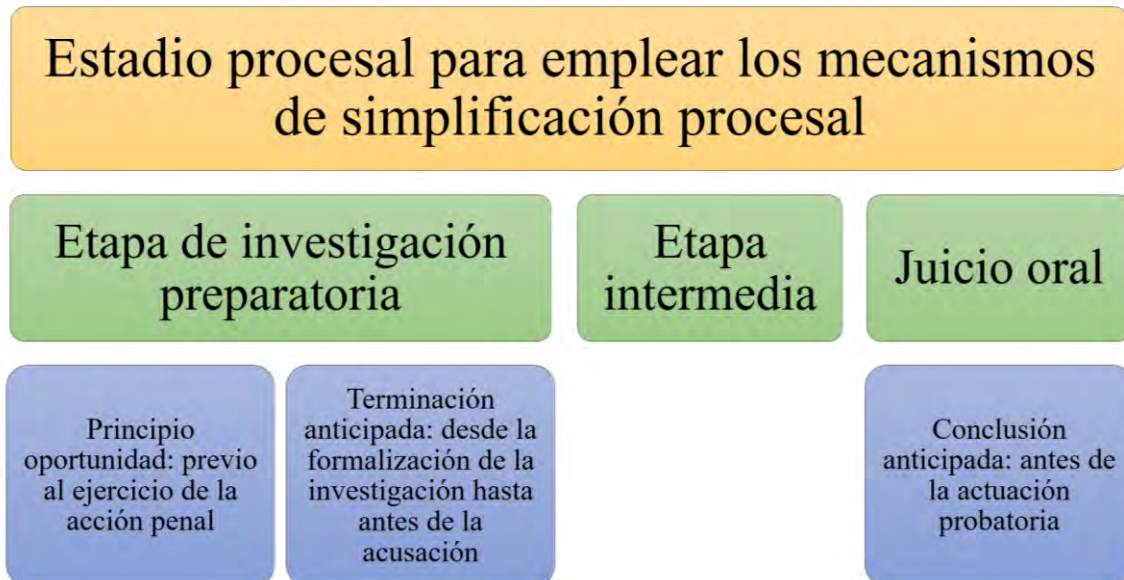 Estadio procesal para emplear los mecanismos
de simplificación procesal
Etapa de investigación
preparatoria
Etapa
intermedia
Juicio oral
Principio
oportunidad: previo
al ejercicio de la
acción penal
Terminación
anticipada: desde la
formalización de la
investigación hasta
antes de la
acusación
Conclusión
anticipada: antes de
la actuación
probatoria